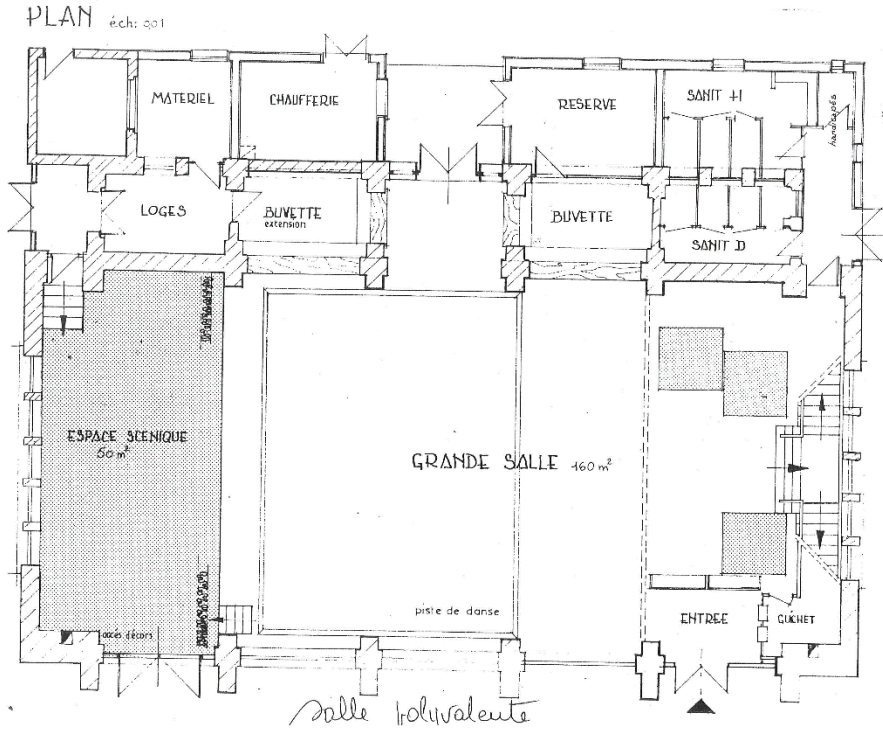 PLAN éch: 0,01
MATERIEL
CHAUFFERIE
RESERVE
SANIT H
handicapés
LOGES
BUVETTE
extension
BUVETTE
SANIT D
ESPACE SCENIQUE
50 m²
GRANDE SALLE 160 m²
piste de danse
ENTREE
GUICHET
accès décors
salle polyvalente